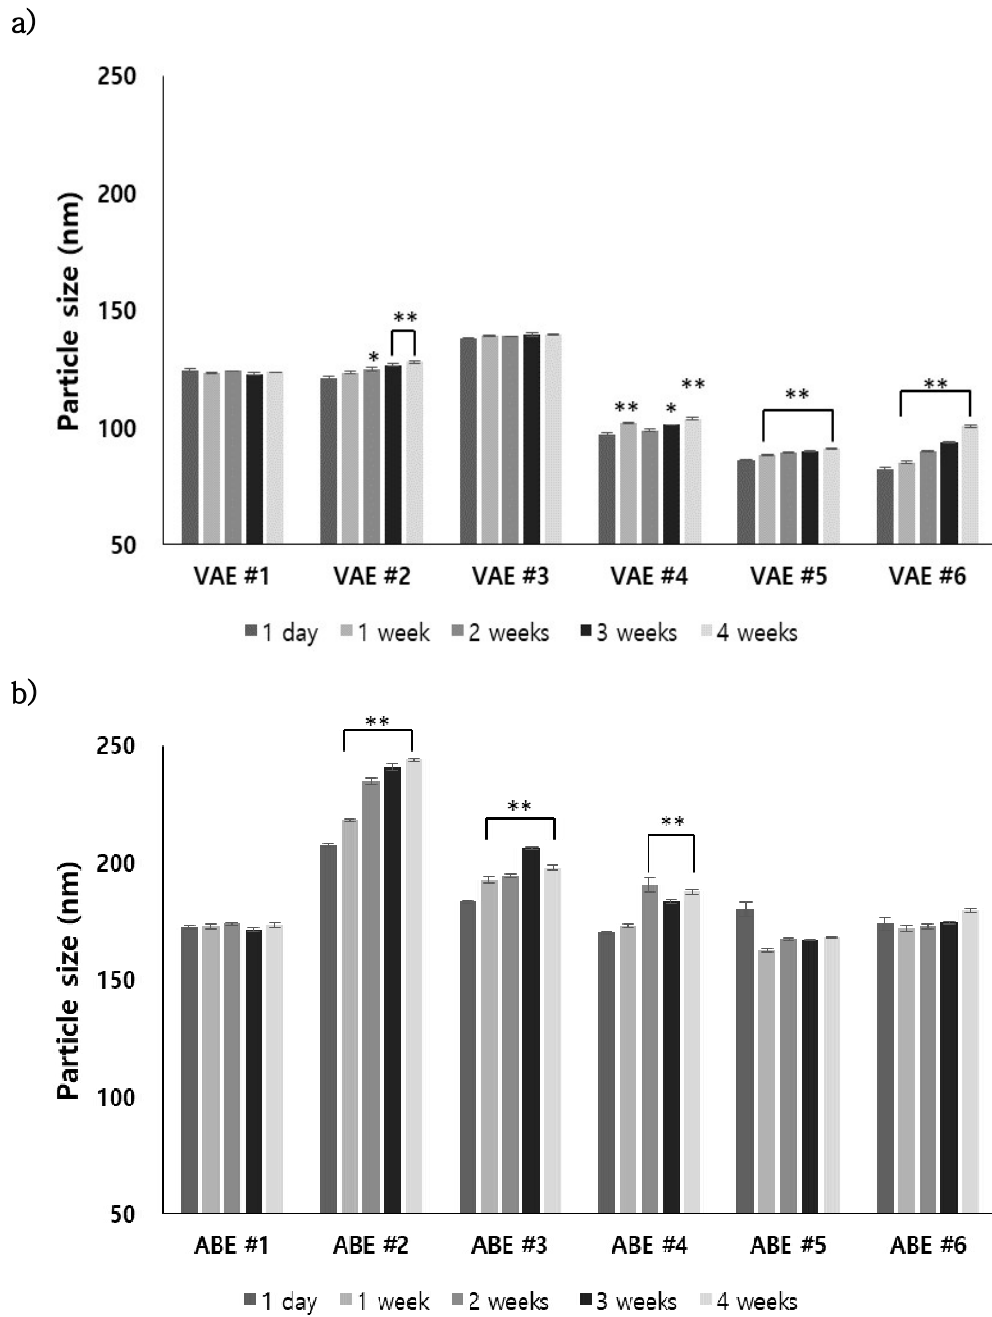 a)
250
200
150
100
50
Particle size (nm)
**
*
**
*
**
**
**
VAE #1 VAE #2 VAE #3 VAE #4 VAE #5 VAE #6
1 day 1 week 2 weeks 3 weeks 4 weeks
b)
250
200
150
100
50
Particle size (nm)
**
**
**
ABE #1 ABE #2 ABE #3 ABE #4 ABE #5 ABE #6
1 day 1 week 2 weeks 3 weeks 4 weeks